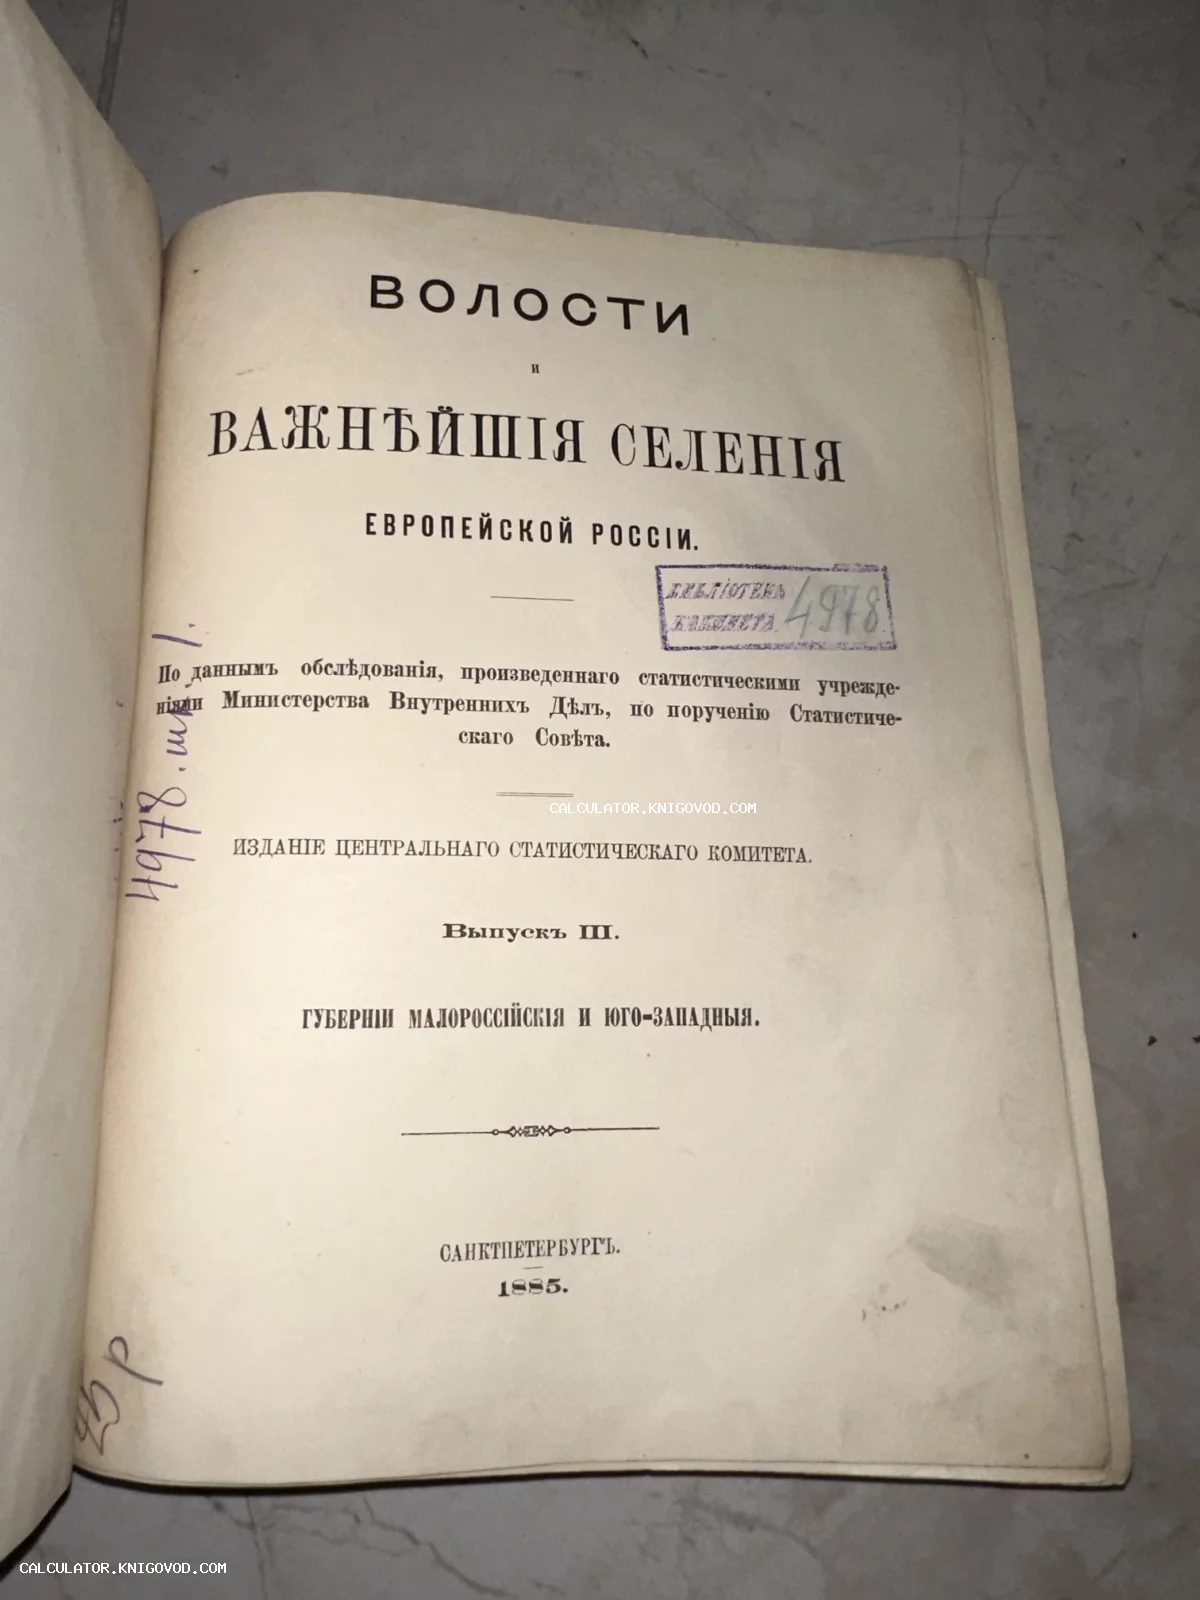 ВОЛОСТИ
и
ВАЖНѢЙШІЯ СЕЛЕНІЯ
ЕВРОПЕЙСКОЙ РОССІИ.
БИБЛІОТЕКА
КАБИНЕТА
4978
По даннымъ обслѣдованія, произведеннаго статистическими учрежде-
ніями Министерства Внутреннихъ Дѣлъ, по порученію Статистиче-
скаго Совѣта.
CALCULATOR.KNIGOVOD.COM
ИЗДАНІЕ ЦЕНТРАЛЬНАГО СТАТИСТИЧЕСКАГО КОМИТЕТА.
Выпускъ III.
ГУБЕРНІИ МАЛОРОССІЙСКІЯ И ЮГО-ЗАПАДНЫЯ.
САНКТПЕТЕРБУРГЪ.
1885.
4978
CALCULATOR.KNIGOVOD.COM